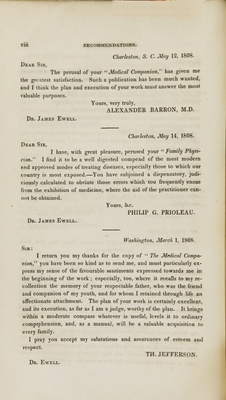 viii RECOMMENDATIONS.
Charleston, S. C. May 12, 1808.
DEAR SIR,
The perusal of your "Medical Companion," has given me
the greatest satisfaction. Such a publication has been much wanted,
and I think the plan and execution of your work must answer the most
valuable purposes.
Yours, very truly,
ALEXANDER BARRON, M.D.
DR. JAMES EWELL.
Charleston, May 14, 1808.
DEAR SIR,
I have, with great pleasure, perused your "Family Physi-
cian." I find it to be a well digested compend of the most modern
and approved modes of treating diseases, especially those to which our
country is most exposed.—You have subjoined a dispensatory, judi-
ciously calculated to obviate those errors which too frequently ensue
from the exhibition of medicine, where the aid of the practitioner can-
not be obtained.
Yours, &c.
PHILIP G. PRIOLEAU.
DR. JAMES EWELL.
Washington, March 1, 1808.
SIR:
I return you my thanks for the copy of "The Medical Compa-
nion," you have been so kind as to send me, and must particularly ex-
press my sense of the favourable sentiments expressed towards me in
the beginning of the work; especially, too, where it recalls to my re-
collection the memory of your respectable father, who was the friend
and companion of my youth, and for whom I retained through life an
affectionate attachment. The plan of your work is certainly excellent,
and its execution, as far as I am a judge, worthy of the plan. It brings
within a moderate compass whatever is useful, levels it to ordinary
comprehension, and, as a manual, will be a valuable acquisition to
every family.
I pray you accept my salutations and assurances of esteem and
respect.
TH. JEFFERSON.
DR. EWELL.